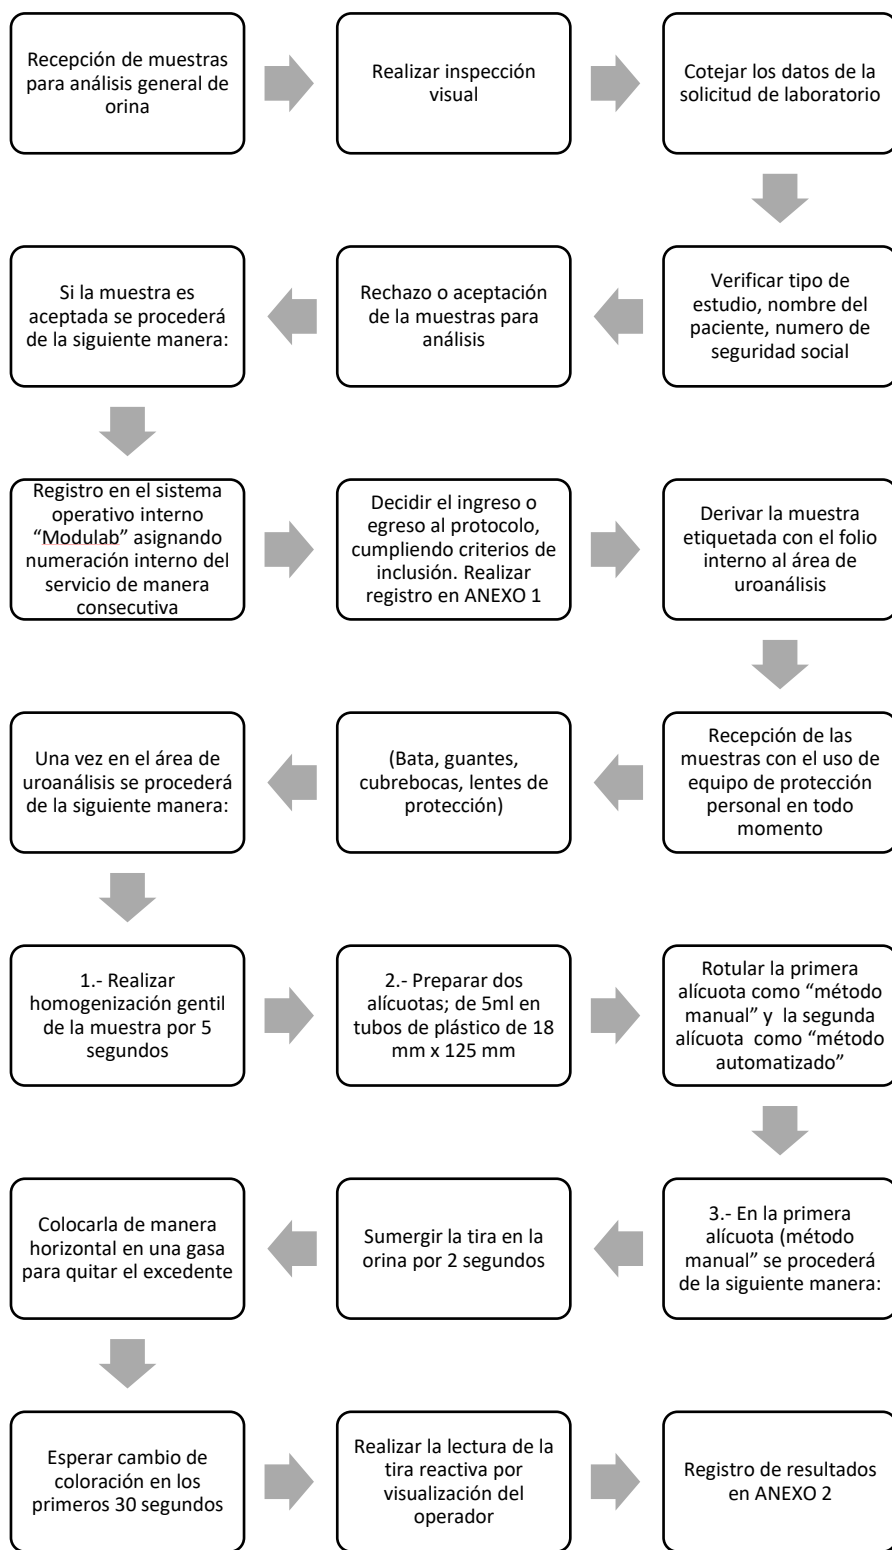 Recepción de muestras
para análisis general de
orina
Realizar inspección
visual
Cotejar los datos de la
solicitud de laboratorio
Verificar tipo de
estudio, nombre del
paciente, numero de
seguridad social
Rechazo o aceptación
de la muestras para
análisis
Si la muestra es
aceptada se procederá
de la siguiente manera:
Registro en el sistema
operativo interno
“Modulab” asignando
numeración interno del
servicio de manera
consecutiva
Decidir el ingreso o
egreso al protocolo,
cumpliendo criterios de
inclusión. Realizar
registro en ANEXO 1
Derivar la muestra
etiquetada con el folio
interno al área de
uroanálisis
Recepción de las
muestras con el uso de
equipo de protección
personal en todo
momento
(Bata, guantes,
cubrebocas, lentes de
protección)
Una vez en el área de
uroanálisis se procederá
de la siguiente manera:
1.- Realizar
homogenización gentil
de la muestra por 5
segundos
2.- Preparar dos
alícuotas; de 5ml en
tubos de plástico de 18
mm x 125 mm
Rotular la primera
alícuota como “método
manual” y la segunda
alícuota como “método
automatizado”
3.- En la primera
alícuota (método
manual” se procederá
de la siguiente manera:
Sumergir la tira en la
orina por 2 segundos
Colocarla de manera
horizontal en una gasa
para quitar el excedente
Esperar cambio de
coloración en los
primeros 30 segundos
Realizar la lectura de la
tira reactiva por
visualización del
operador
Registro de resultados
en ANEXO 2